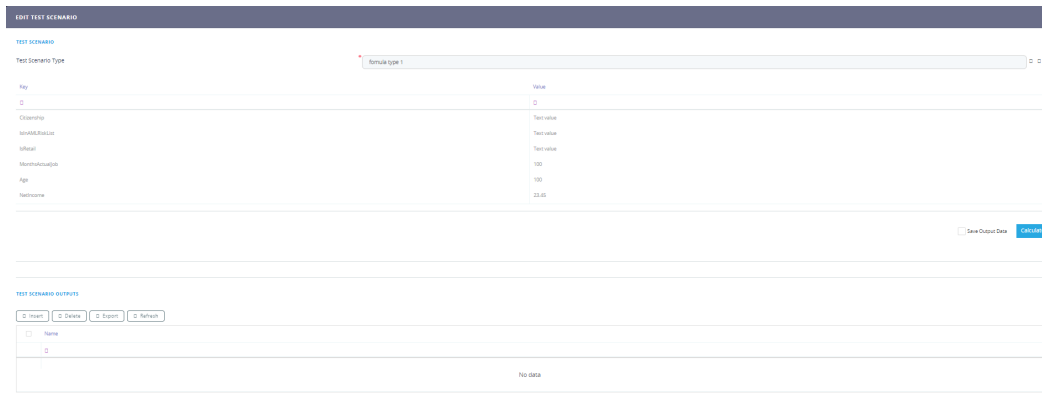 EDIT TEST SCENARIO
TEST SCENARIO
Test Scenario Type * formula type 1
Key Value
Citizenship Text value
IsInAMLRiskList Text value
IsRetail Text value
MonthsActualJob 100
Age 100
NetIncome 23.45
Save Output Data Calculat
TEST SCENARIO OUTPUTS
Insert Delete Export Refresh
Name
No data